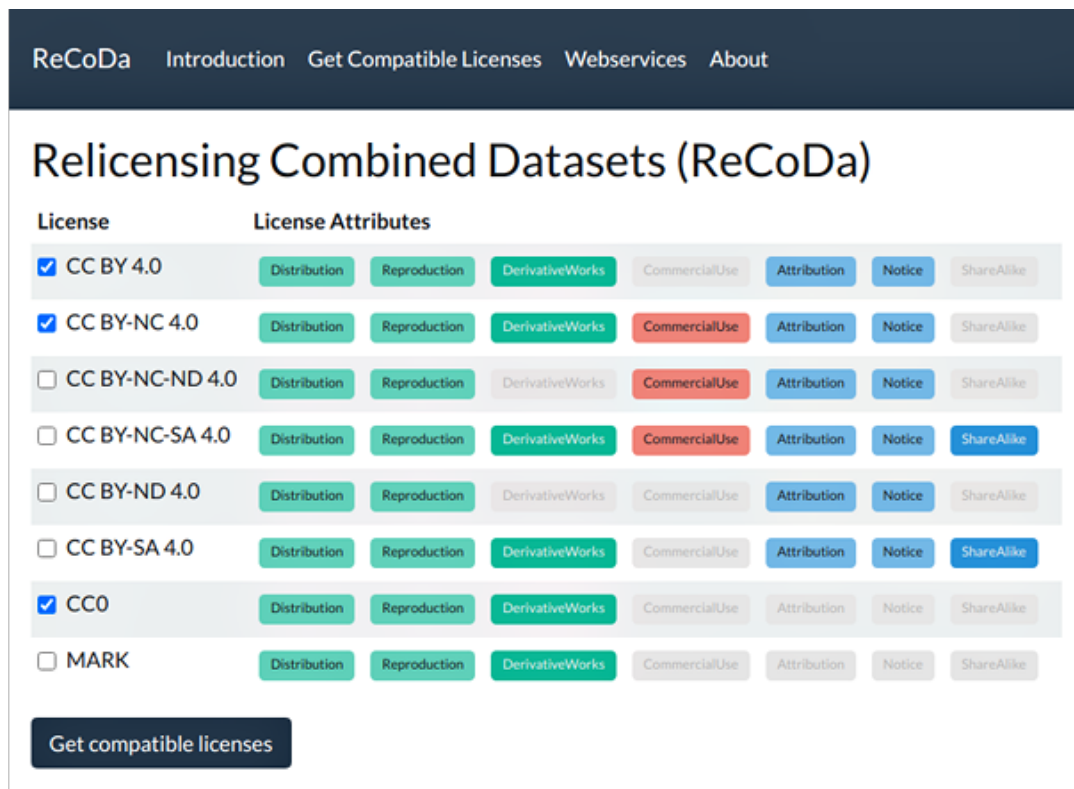 ReCoDa Introduction Get Compatible Licenses Webservices About
Relicensing Combined Datasets (ReCoDa)
License License Attributes
CC BY 4.0 Distribution Reproduction DerivativeWorks CommercialUse Attribution Notice ShareAlike
CC BY-NC 4.0 Distribution Reproduction DerivativeWorks CommercialUse Attribution Notice ShareAlike
CC BY-NC-ND 4.0 Distribution Reproduction DerivativeWorks CommercialUse Attribution Notice ShareAlike
CC BY-NC-SA 4.0 Distribution Reproduction DerivativeWorks CommercialUse Attribution Notice ShareAlike
CC BY-ND 4.0 Distribution Reproduction DerivativeWorks CommercialUse Attribution Notice ShareAlike
CC BY-SA 4.0 Distribution Reproduction DerivativeWorks CommercialUse Attribution Notice ShareAlike
CC0 Distribution Reproduction DerivativeWorks CommercialUse Attribution Notice ShareAlike
MARK Distribution Reproduction DerivativeWorks CommercialUse Attribution Notice ShareAlike
Get compatible licenses